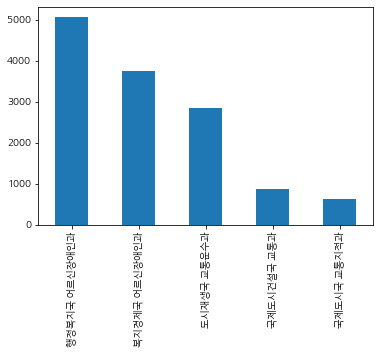 5000
4000
3000
2000
1000
0
행정복지국 어르신장애인과
복지경제국 어르신장애인과
도시재생국 교통운수과
국제도시건설국 교통과
국제도시국 교통지적과